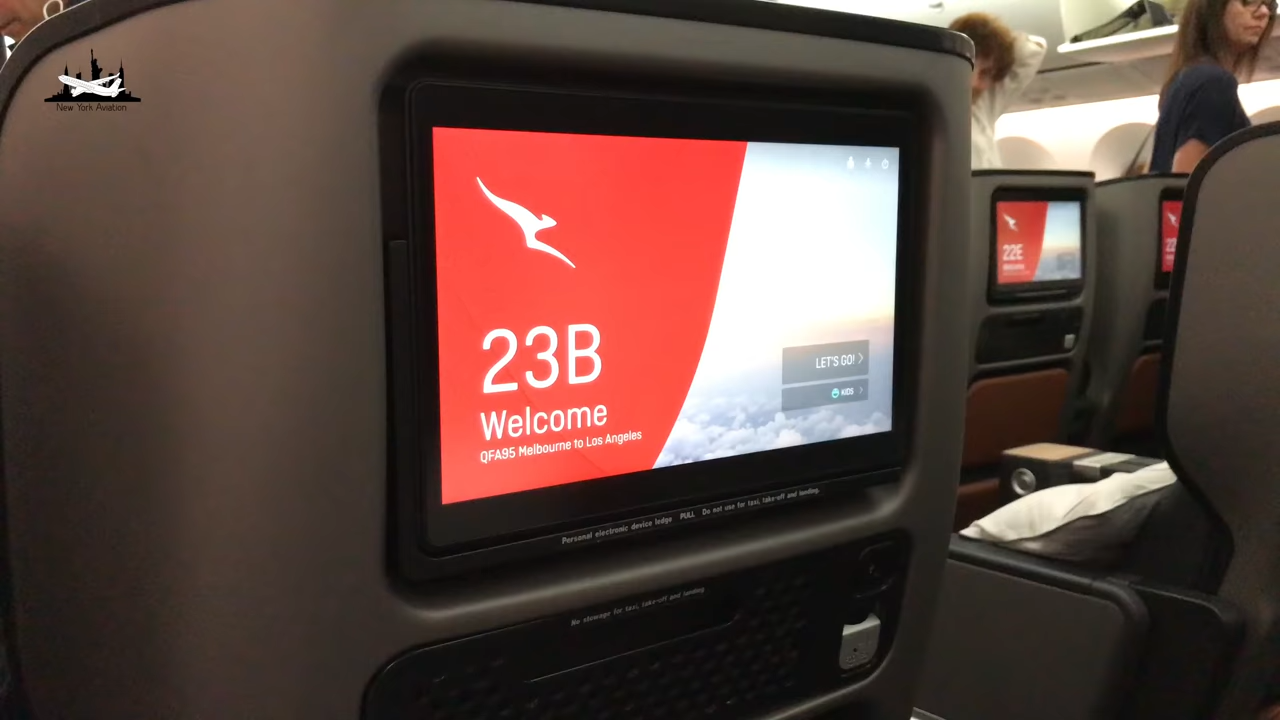 New York Aviation
23B
Welcome
QFA95 Melbourne to Los Angeles
LET'S GO!
KIDS
Personal electronic device ledge PULL Do not use for taxi, take-off and landing.
No stowage for taxi, take-off and landing
22E
22